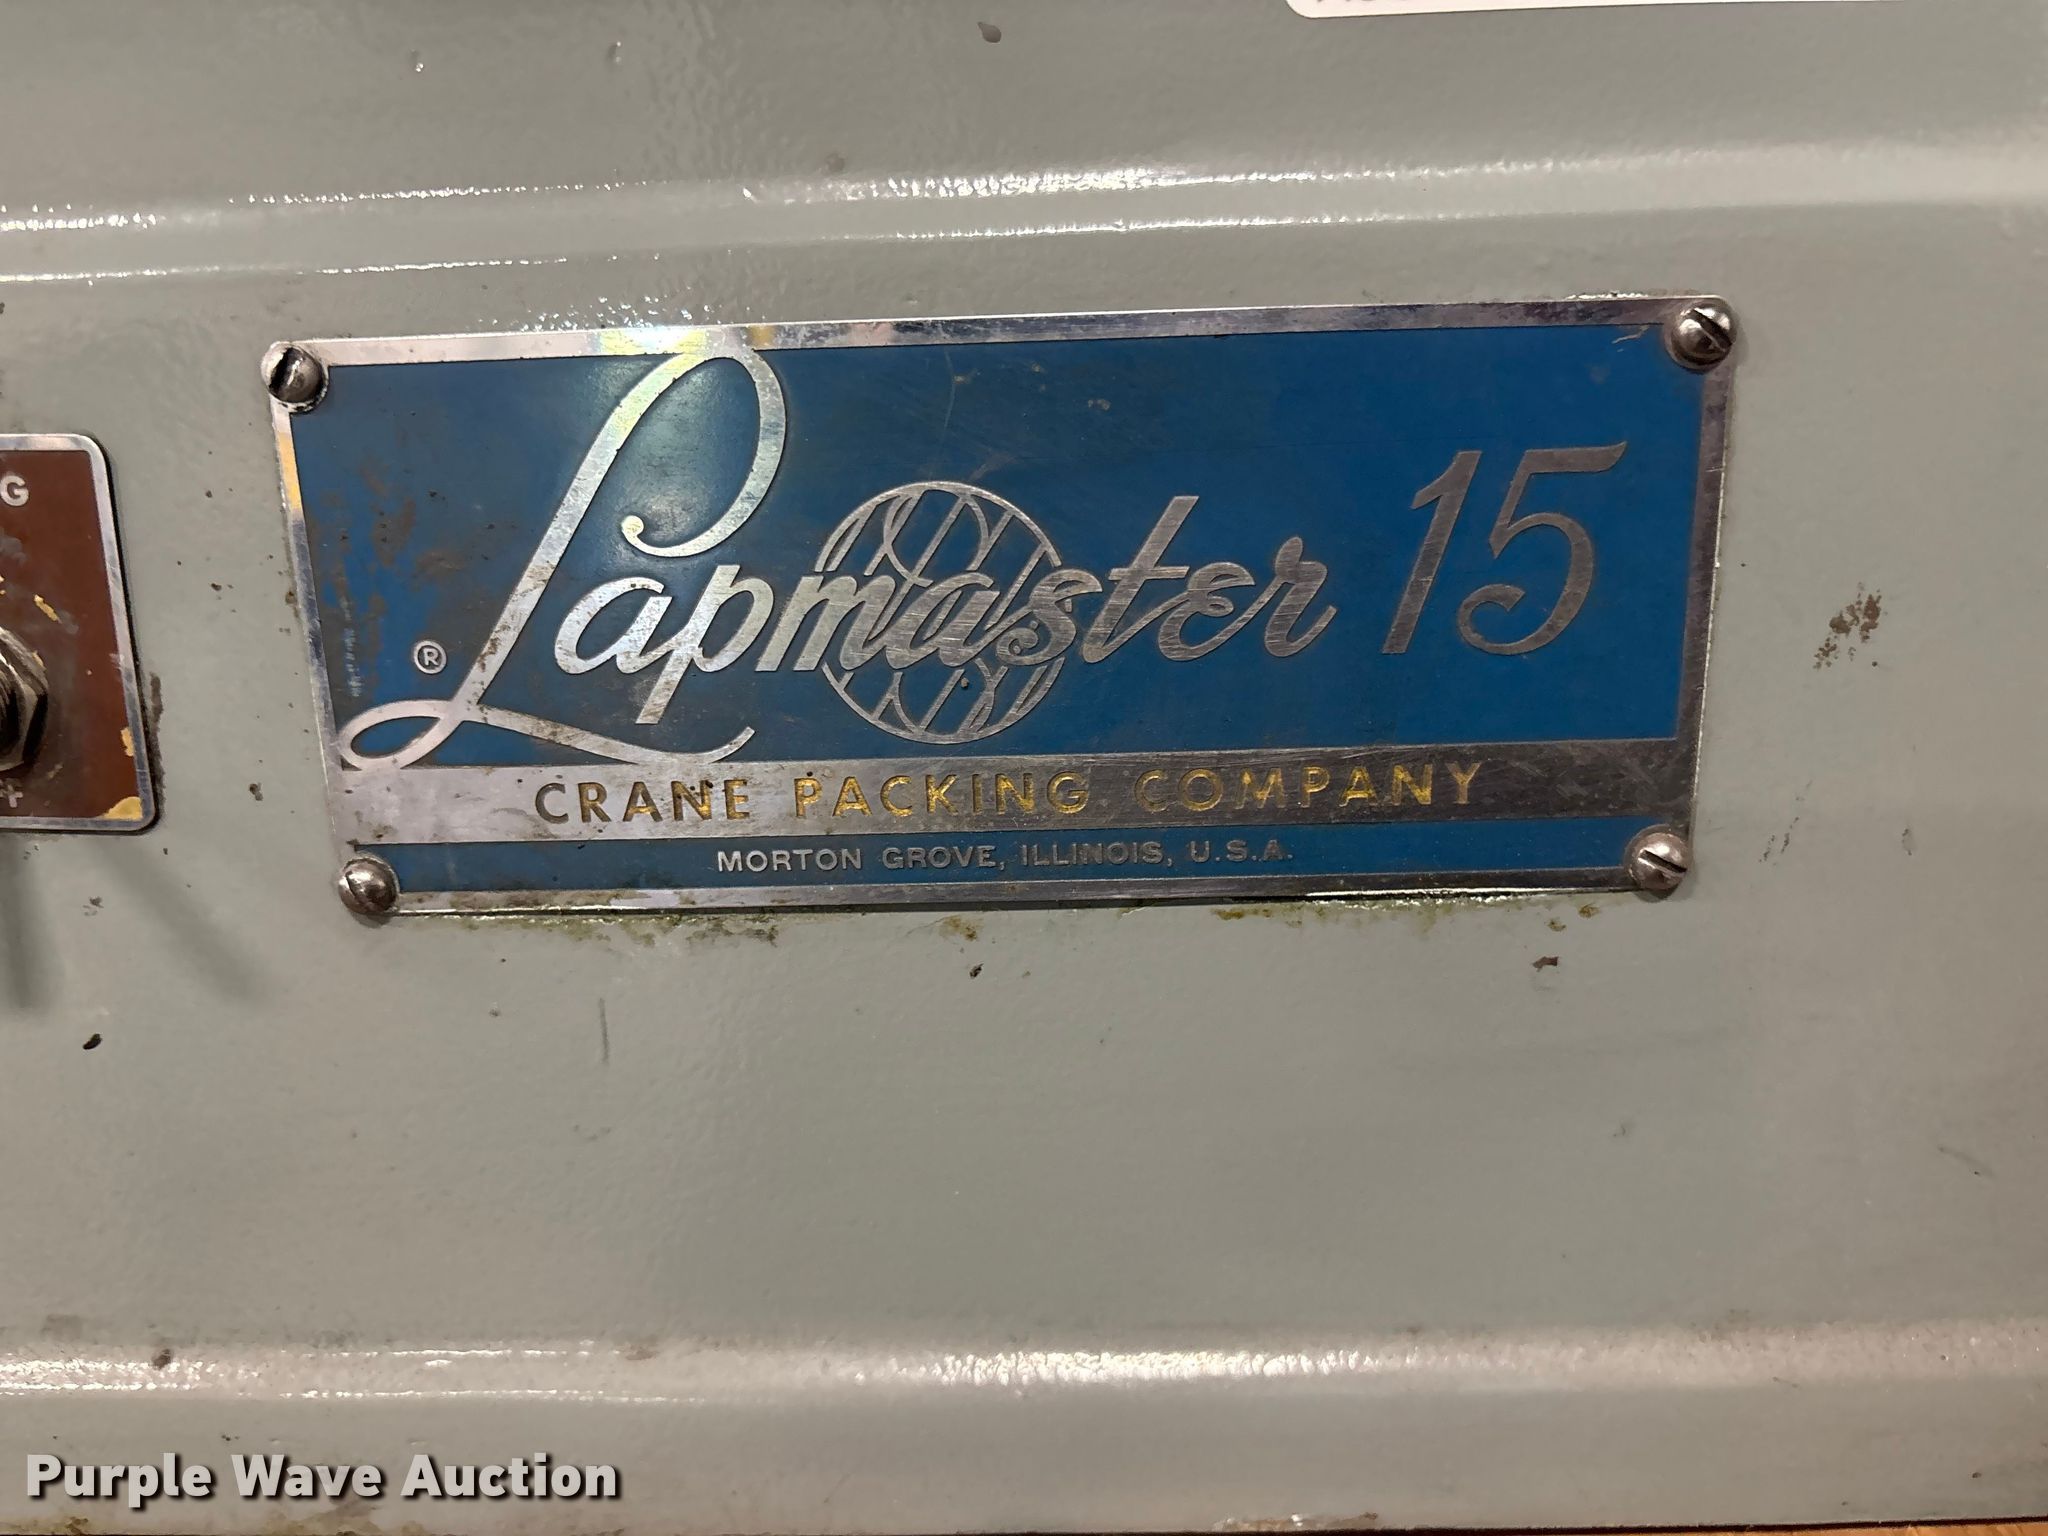 G
® Lapmaster 15
CRANE PACKING COMPANY
MORTON GROVE, ILLINOIS, U.S.A.
Purple Wave Auction